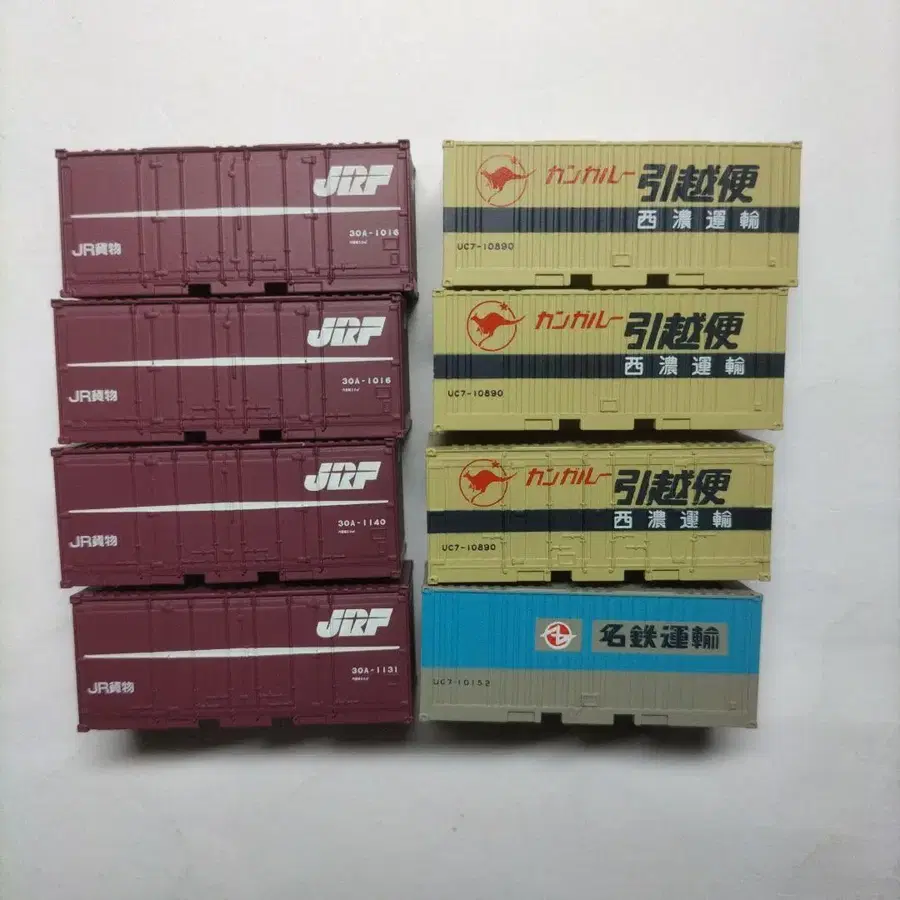 JRF
30A-1016
JR貨物
JRF
30A-1016
JR貨物
JRF
30A-1140
JR貨物
JRF
30A-1131
JR貨物
カンガルー 引越便
西濃運輸
UC7-10890
カンガルー 引越便
西濃運輸
UC7-10890
カンガルー 引越便
西濃運輸
UC7-10890
名鉄運輸
UC7-10152